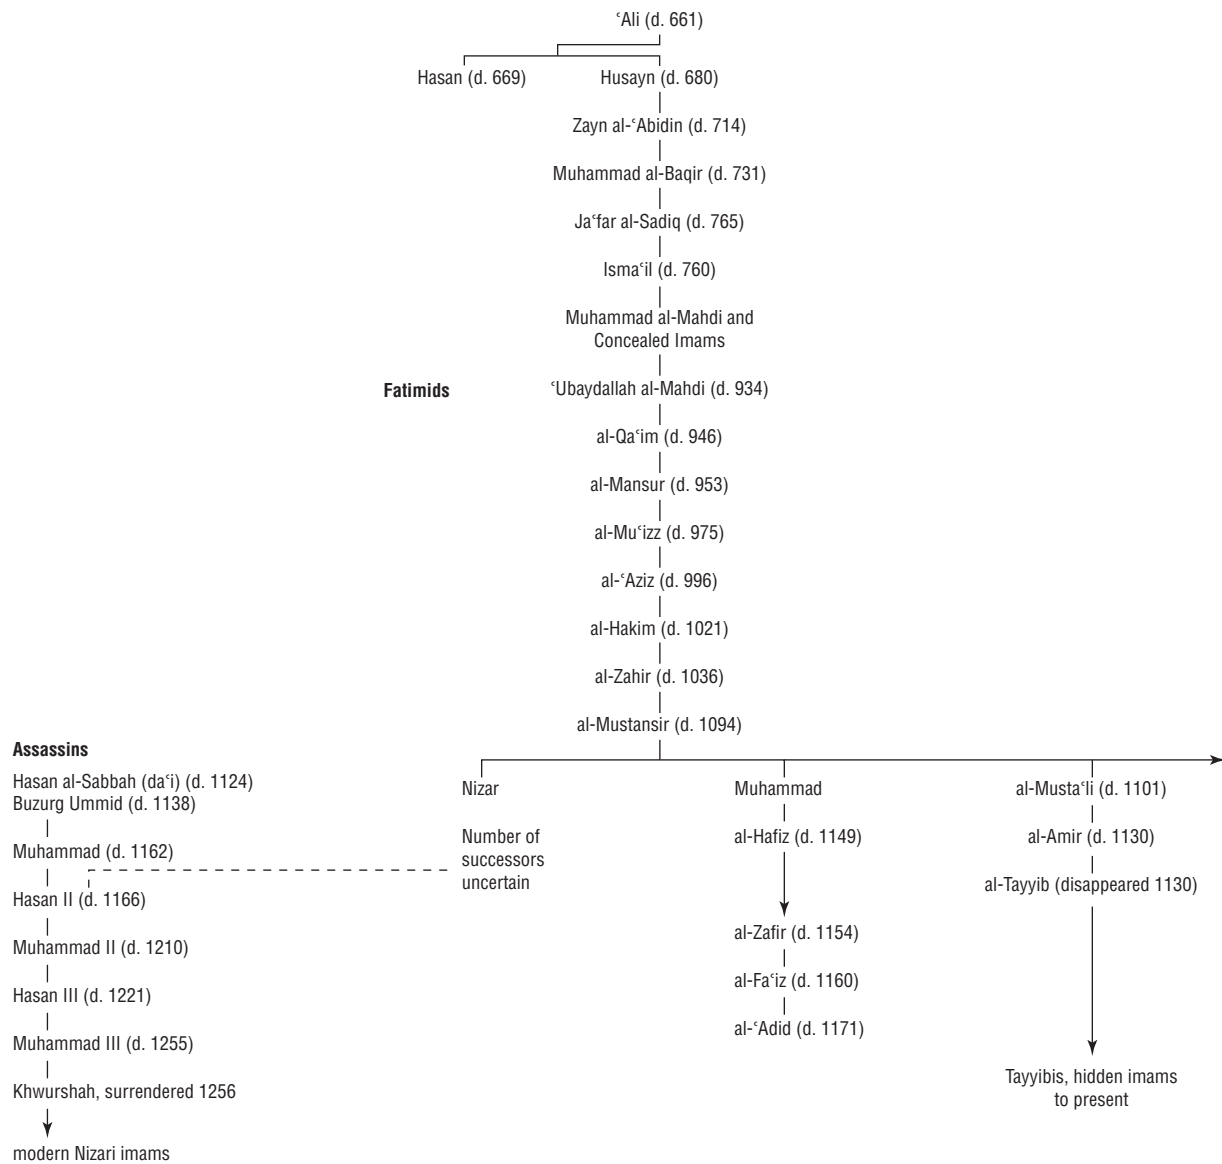 ʿAli (d. 661)
Hasan (d. 669)
Husayn (d. 680)
Zayn al-ʿAbidin (d. 714)
Muhammad al-Baqir (d. 731)
Jaʿfar al-Sadiq (d. 765)
Ismaʿil (d. 760)
Muhammad al-Mahdi and
Concealed Imams
Fatimids
ʿUbaydallah al-Mahdi (d. 934)
al-Qaʿim (d. 946)
al-Mansur (d. 953)
al-Muʿizz (d. 975)
al-ʿAziz (d. 996)
al-Hakim (d. 1021)
al-Zahir (d. 1036)
al-Mustansir (d. 1094)
Assassins
Hasan al-Sabbah (daʿi) (d. 1124)
Buzurg Ummid (d. 1138)
Muhammad (d. 1162)
Hasan II (d. 1166)
Muhammad II (d. 1210)
Hasan III (d. 1221)
Muhammad III (d. 1255)
Khwurshah, surrendered 1256
modern Nizari imams
Nizar
Number of
successors
uncertain
Muhammad
al-Hafiz (d. 1149)
al-Zafir (d. 1154)
al-Faʿiz (d. 1160)
al-ʿAdid (d. 1171)
al-Mustaʿli (d. 1101)
al-Amir (d. 1130)
al-Tayyib (disappeared 1130)
Tayyibis, hidden imams
to present